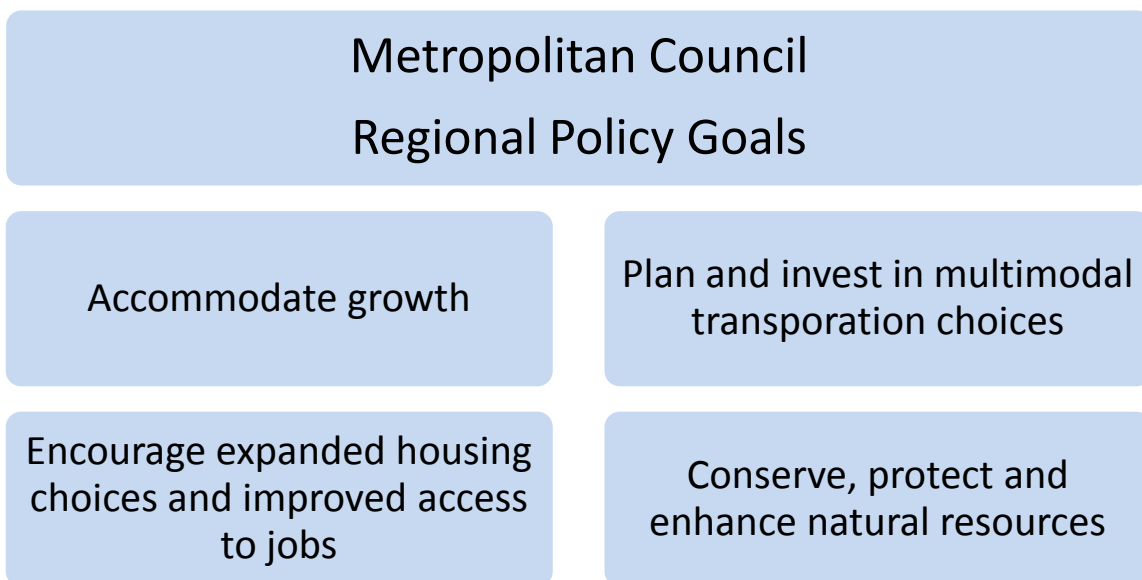 Metropolitan Council
Regional Policy Goals
Accommodate growth
Plan and invest in multimodal
transporation choices
Encourage expanded housing
choices and improved access
to jobs
Conserve, protect and
enhance natural resources